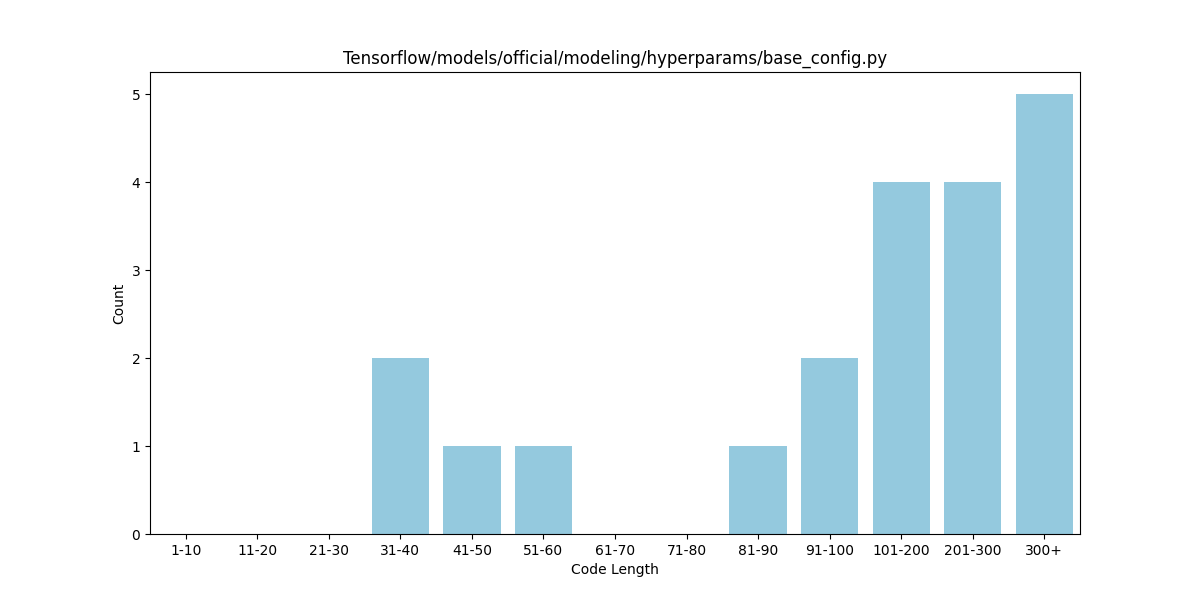 Tensorflow/models/official/modeling/hyperparams/base_config.py
5
4
3
2
1
0
Count
1-10 11-20 21-30 31-40 41-50 51-60 61-70 71-80 81-90 91-100 101-200 201-300 300+
Code Length